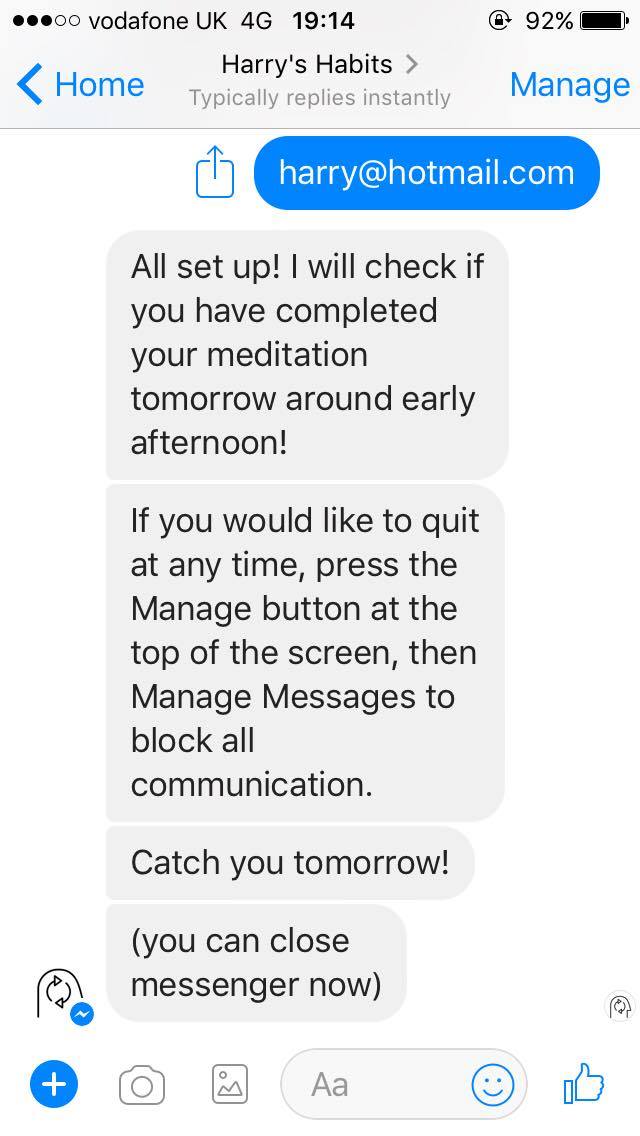 vodafone UK 4G 19:14 92%
Home Harry's Habits Manage
Typically replies instantly
harry@hotmail.com
All set up! I will check if
you have completed
your meditation
tomorrow around early
afternoon!
If you would like to quit
at any time, press the
Manage button at the
top of the screen, then
Manage Messages to
block all
communication.
Catch you tomorrow!
(you can close
messenger now)
Aa